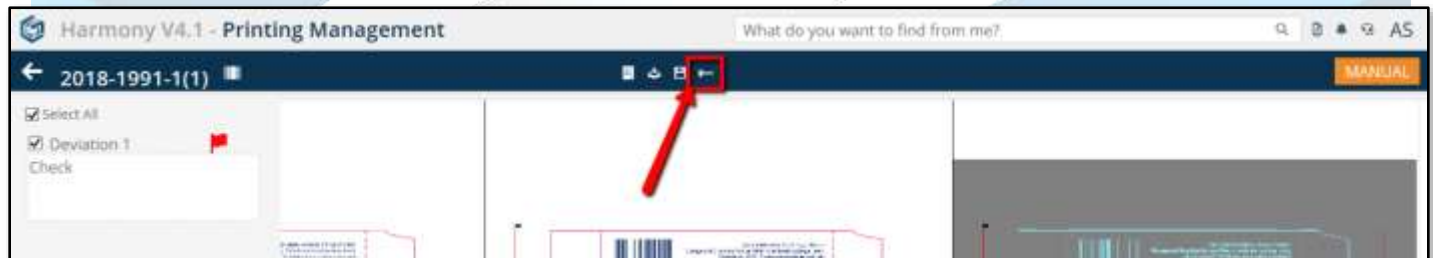 Harmony V4.1 - Printing Management
What do you want to find from me?
AS
2018-1991-1(1)
MANUAL
Select All
Deviation 1
Check